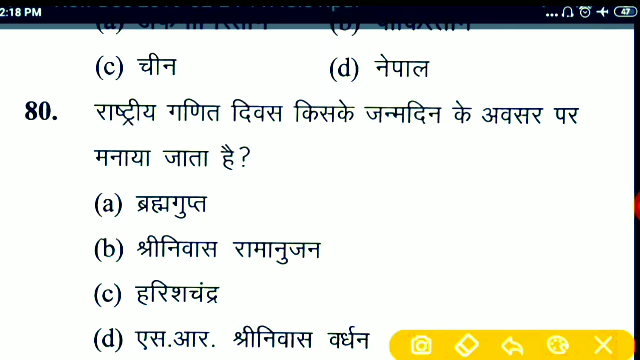 2:18 PM
47
(a)
(b)
(c) चीन (d) नेपाल
80. राष्ट्रीय गणित दिवस किसके जन्मदिन के अवसर पर
मनाया जाता है?
(a) ब्रह्मगुप्त
(b) श्रीनिवास रामानुजन
(c) हरिशचंद्र
(d) एस.आर. श्रीनिवास वर्धन